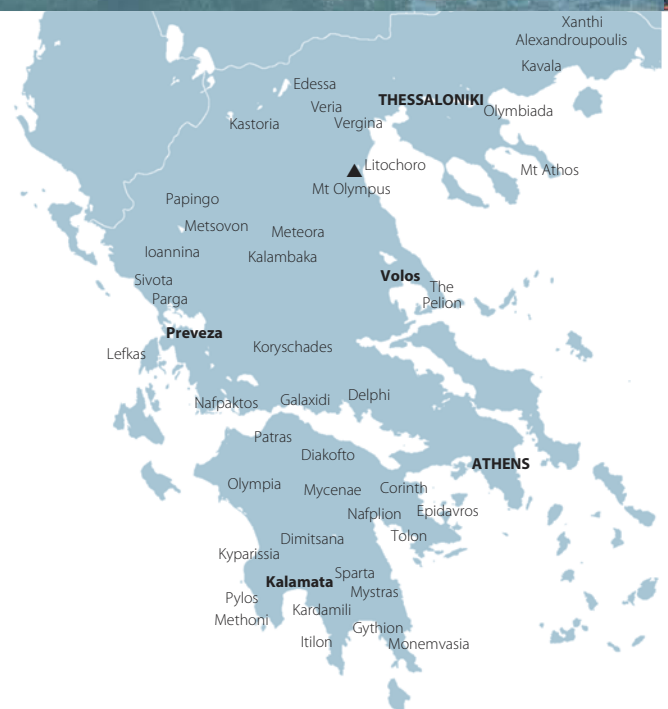 Xanthi
Alexandroupoulis
Kavala
Edessa
THESSALONIKI
Veria
Olymbiada
Kastoria
Vergina
Litochoro
Mt Athos
Mt Olympus
Papingo
Metsovon
Meteora
Ioannina
Kalambaka
Volos
Sivota
The
Pelion
Parga
Preveza
Koryschades
Lefkas
Delphi
Nafpaktos
Galaxidi
Patras
Diakofto
ATHENS
Olympia
Mycenae
Corinth
Nafplion
Epidavros
Dimitsana
Tolon
Kyparissia
Sparta
Kalamata
Mystras
Pylos
Kardamili
Methoni
Gythion
Itilon
Monemvasia